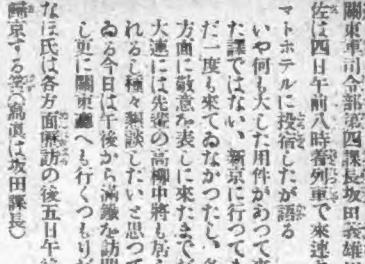 關東軍司令部第四課長坂田義雄
佐は四日午前八時着列車で來連
マトホテルに投宿したが語る
いや何も大した用件があつて來
た譯ではない、新京に行つても
だ一度も來てゐなかつたし、各
方面に敬意を表しに來たまでだ
大連には先輩の高柳中將も居ら
れるし種々懇談したいと思つて
ゐる今日は午後から滿鐵を訪問
し更に關東廳へも行くつもりだ
なほ氏は各方面歷訪の後五日午
歸京する筈(寫眞は坂田課長)